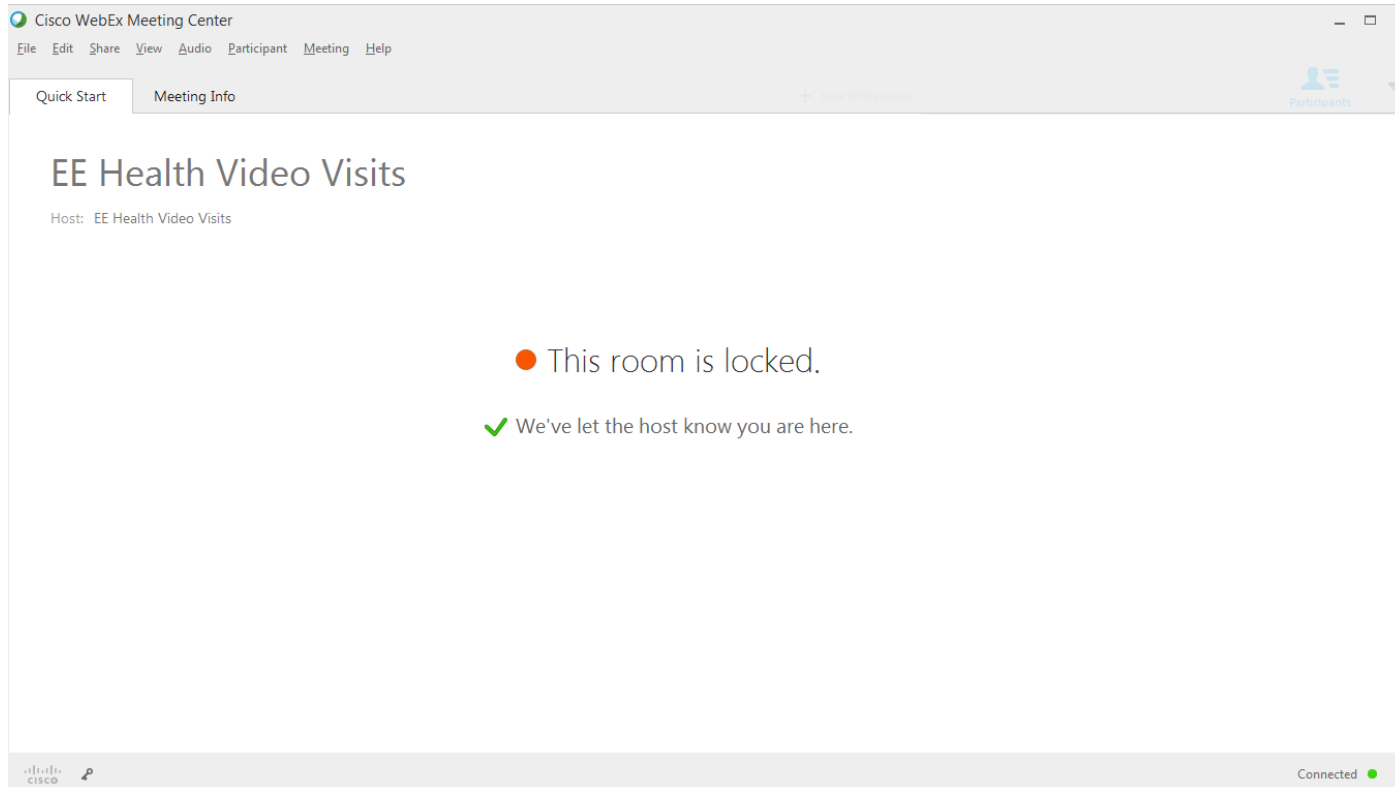 Cisco WebEx Meeting Center
File Edit Share View Audio Participant Meeting Help
Quick Start Meeting Info + New Whiteboard Participants
EE Health Video Visits
Host: EE Health Video Visits
This room is locked.
We've let the host know you are here.
cisco Connected